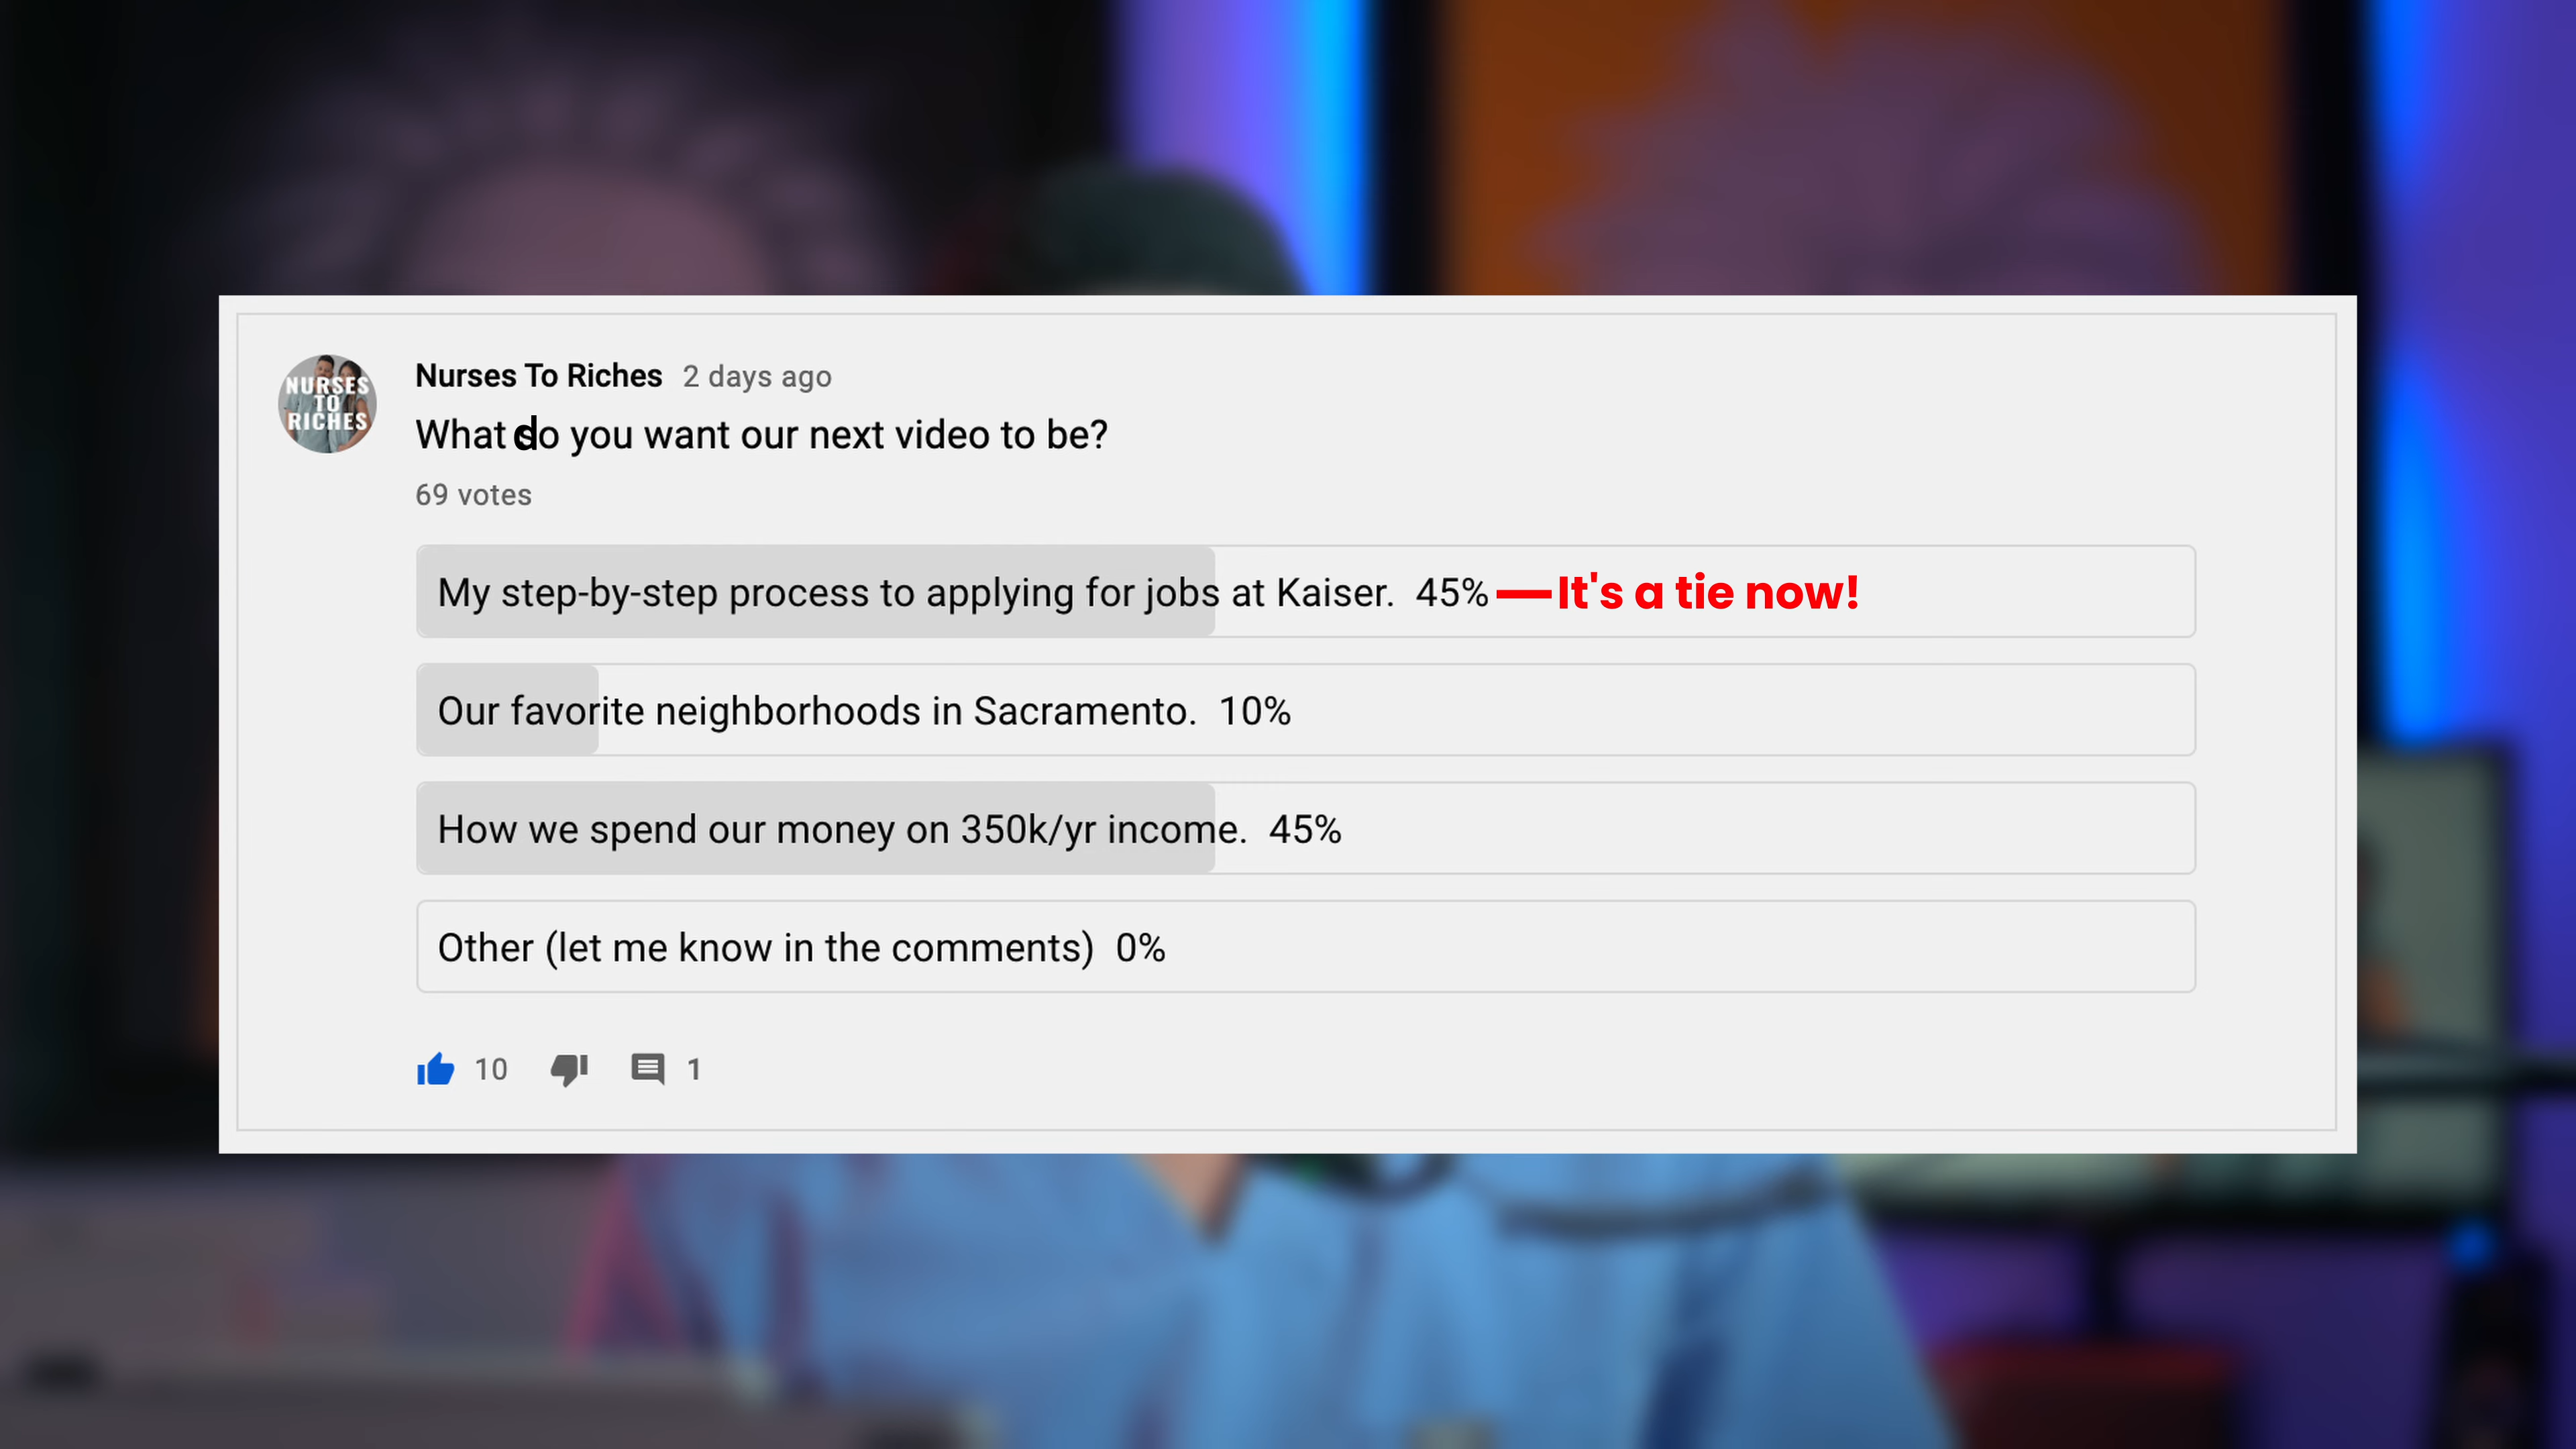 NURSES
TO
RICHES
Nurses To Riches 2 days ago
What do you want our next video to be?
69 votes
My step-by-step process to applying for jobs at Kaiser. 45% — It's a tie now!
Our favorite neighborhoods in Sacramento. 10%
How we spend our money on 350k/yr income. 45%
Other (let me know in the comments) 0%
10 1